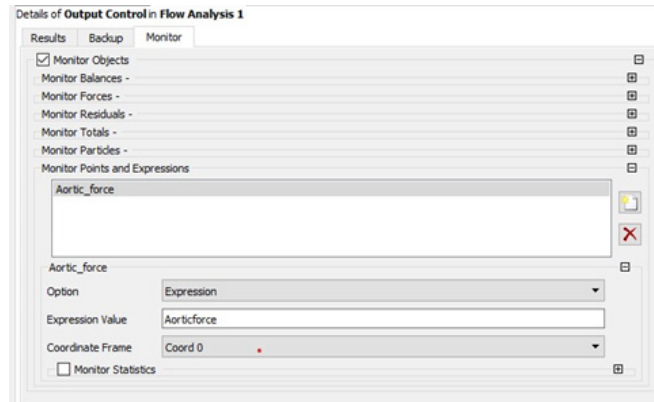 Details of Output Control in Flow Analysis 1
Results Backup Monitor
Monitor Objects
Monitor Balances -
Monitor Forces -
Monitor Residuals -
Monitor Totals -
Monitor Particles -
Monitor Points and Expressions
Aortic_force
Aortic_force
Option Expression
Expression Value Aorticforce
Coordinate Frame Coord 0
Monitor Statistics